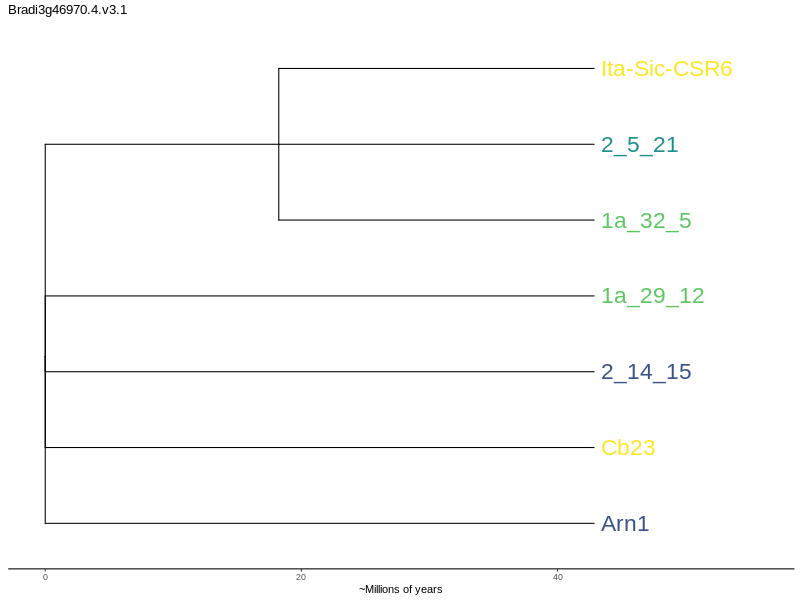 Bradi3g46970.4.v3.1
Ita-Sic-CSR6
2_5_21
1a_32_5
1a_29_12
2_14_15
Cb23
Arn1
0 20 40
~Millions of years